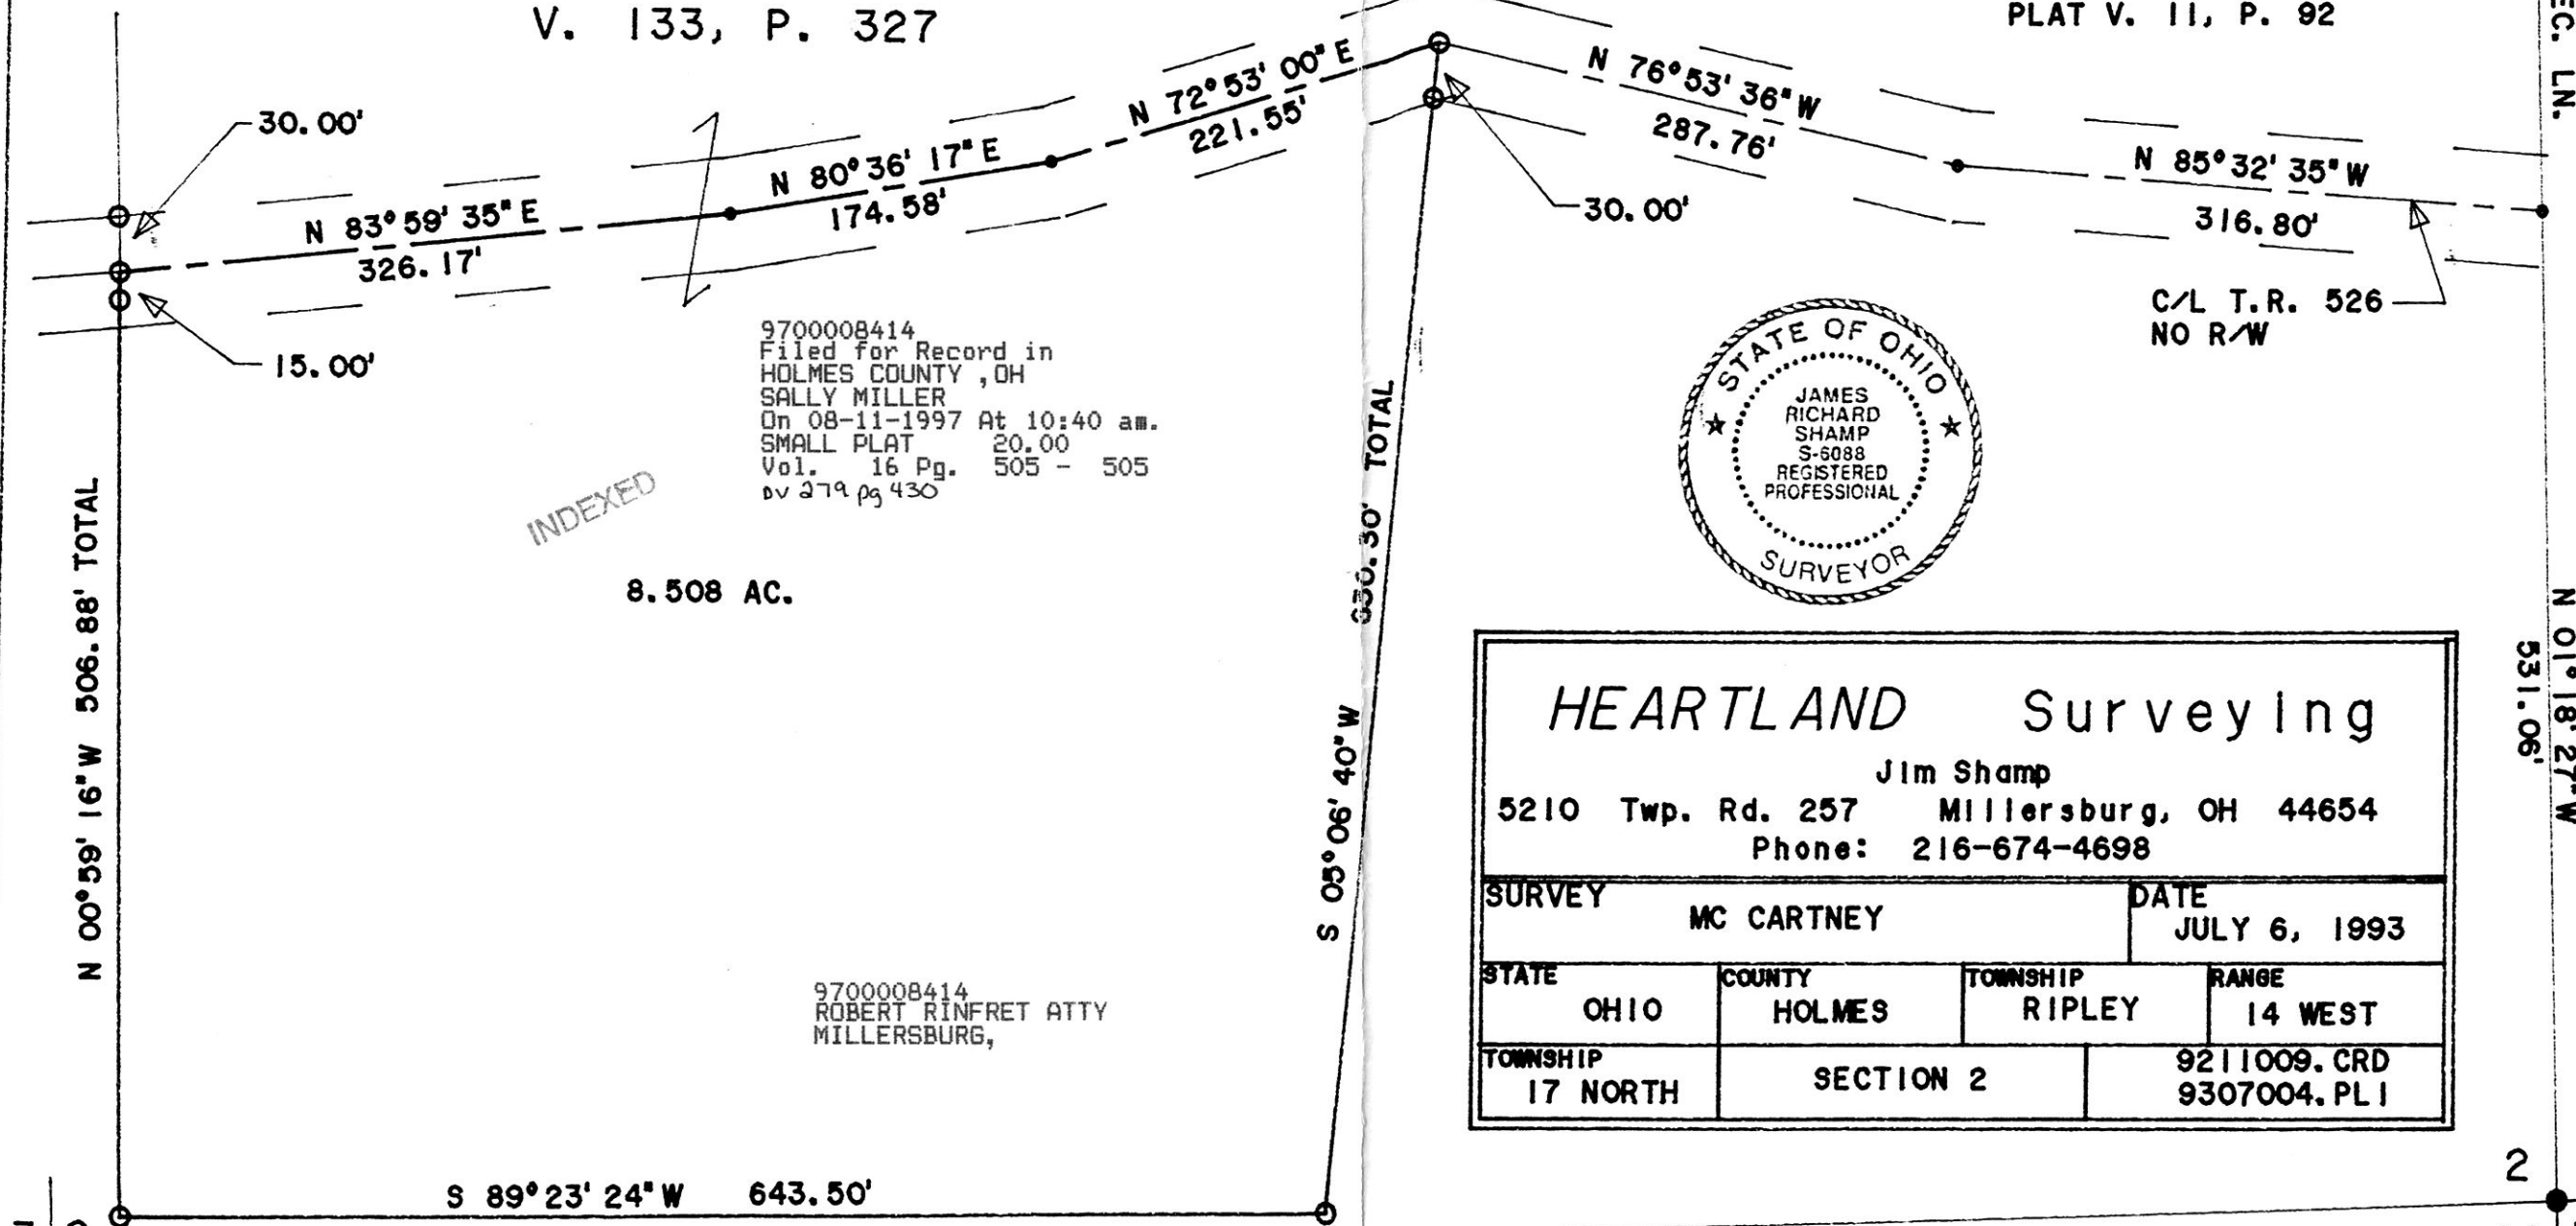 V. 133, P. 327
PLAT V. 11, P. 92
LN.
30.00'
N 83°59' 35" E
326.17'
N 80°36' 17" E
174.58'
N 72°53' 00" E
221.55'
N 76°53' 36" W
287.76'
N 85°32' 35" W
316.80'
30.00'
15.00'
C/L T.R. 526
NO R/W
9700008414
Filed for Record in
HOLMES COUNTY ,OH
SALLY MILLER
On 08-11-1997 At 10:40 am.
SMALL PLAT 20.00
Vol. 16 Pg. 505 - 505
DV 279 pg 430
INDEXED
8.508 AC.
STATE OF OHIO
JAMES
RICHARD
SHAMP
S-6088
REGISTERED
PROFESSIONAL
SURVEYOR
N 00°59' 16" W 506.88' TOTAL
S 05°06' 40" W TOTAL
N 01°18' 27" W
531.06'
HEARTLAND Surveying
Jim Shamp
5210 Twp. Rd. 257 Millersburg, OH 44654
Phone: 216-674-4698
SURVEY
MC CARTNEY
DATE
JULY 6, 1993
STATE
OHIO
COUNTY
HOLMES
TOWNSHIP
RIPLEY
RANGE
14 WEST
TOWNSHIP
17 NORTH
SECTION 2
9211009.CRD
9307004.PL1
9700008414
ROBERT RINFRET ATTY
MILLERSBURG,
S 89°23' 24" W 643.50'
2